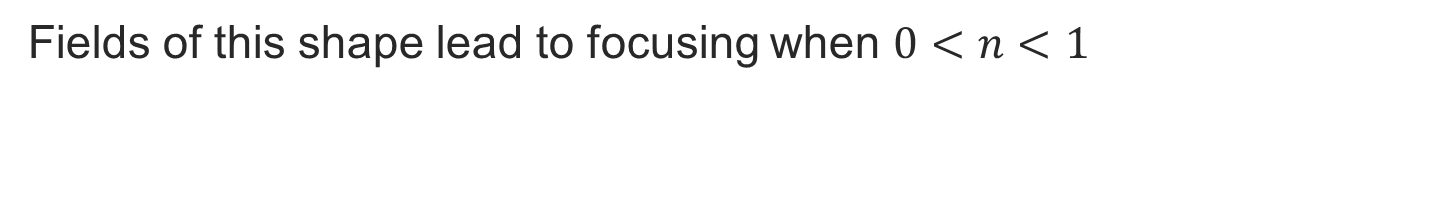 Fields of this shape lead to focusing when 0 < n < 1